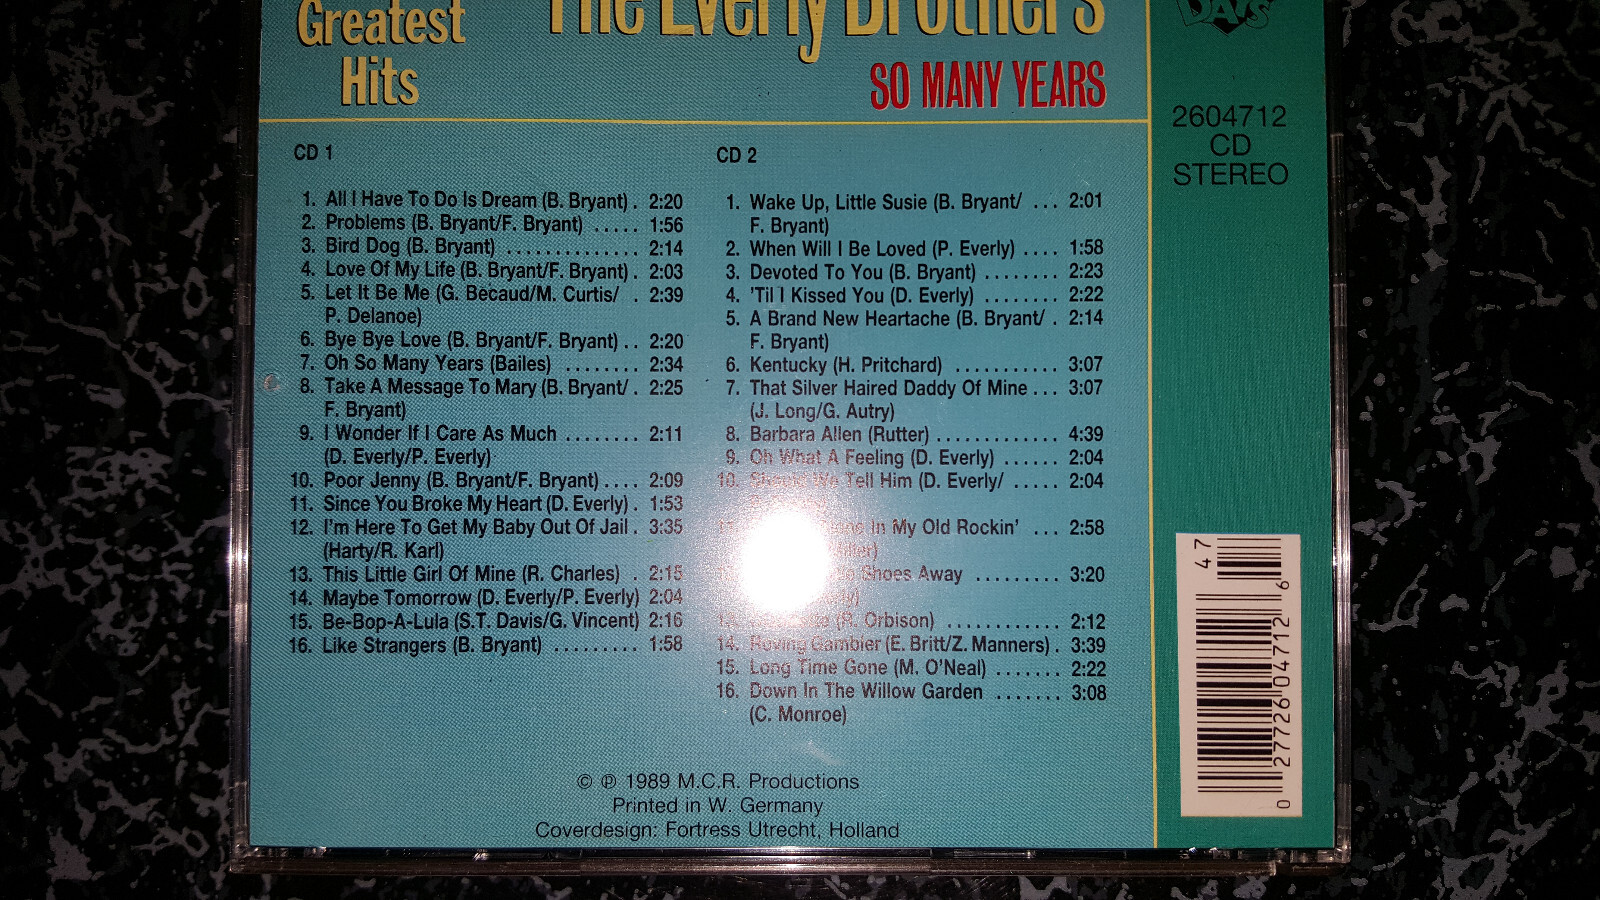 Greatest
Hits
The Everly Brothers
SO MANY YEARS
DAYS
2604712
CD
STEREO
CD 1
1. All I Have To Do Is Dream (B. Bryant) . 2:20
2. Problems (B. Bryant/F. Bryant) ..... 1:56
3. Bird Dog (B. Bryant) ............. 2:14
4. Love Of My Life (B. Bryant/F. Bryant) . 2:03
5. Let It Be Me (G. Becaud/M. Curtis/ . 2:39
P. Delanoe)
6. Bye Bye Love (B. Bryant/F. Bryant) .. 2:20
7. Oh So Many Years (Bailes) ........ 2:34
8. Take A Message To Mary (B. Bryant/ . 2:25
F. Bryant)
9. I Wonder If I Care As Much ........ 2:11
(D. Everly/P. Everly)
10. Poor Jenny (B. Bryant/F. Bryant) .... 2:09
11. Since You Broke My Heart (D. Everly) . 1:53
12. I'm Here To Get My Baby Out Of Jail . 3:35
(Harty/R. Karl)
13. This Little Girl Of Mine (R. Charles) . 2:15
14. Maybe Tomorrow (D. Everly/P. Everly) 2:04
15. Be-Bop-A-Lula (S.T. Davis/G. Vincent) 2:16
16. Like Strangers (B. Bryant) ......... 1:58
CD 2
1. Wake Up, Little Susie (B. Bryant/ ... 2:01
F. Bryant)
2. When Will I Be Loved (P. Everly) .... 1:58
3. Devoted To You (B. Bryant) ........ 2:23
4. 'Til I Kissed You (D. Everly) ........ 2:22
5. A Brand New Heartache (B. Bryant/ . 2:14
F. Bryant)
6. Kentucky (H. Pritchard) ........... 3:07
7. That Silver Haired Daddy Of Mine ... 3:07
(J. Long/G. Autry)
8. Barbara Allen (Rutter) ............. 4:39
9. Oh What A Feeling (D. Everly) ...... 2:04
10. Should We Tell Him (D. Everly/ ..... 2:04
In My Old Rockin' ... 2:58
Shoes Away ......... 3:20
(R. Orbison) ............ 2:12
14. Roving Gambler (E. Britt/Z. Manners) . 3:39
15. Long Time Gone (M. O'Neal) ....... 2:22
16. Down In The Willow Garden ....... 3:08
(C. Monroe)
© ℗ 1989 M.C.R. Productions
Printed in W. Germany
Coverdesign: Fortress Utrecht, Holland
47
0 27726 04712 6